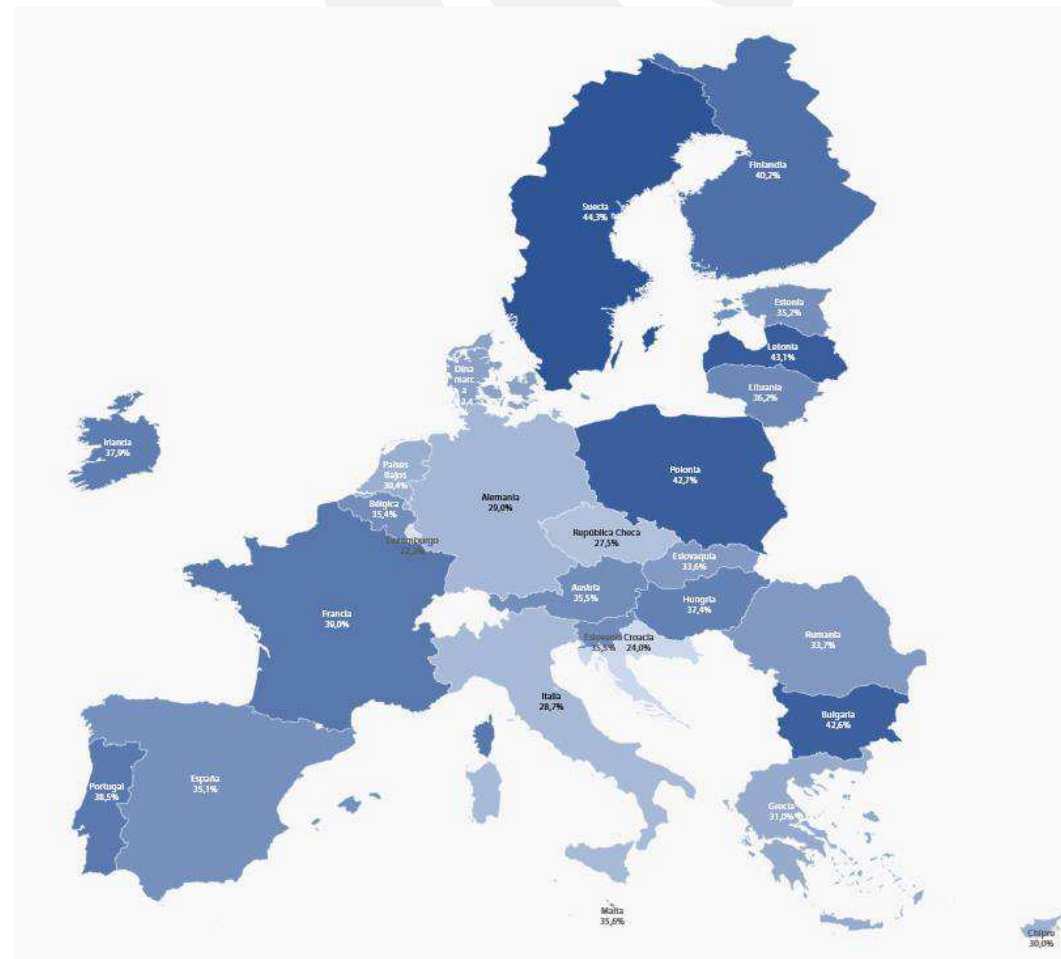 Finlandia
40,2%
Suecia
44,3%
Estonia
35,2%
Letonia
43,1%
Lituania
36,2%
Dina
marc
a
Irlanda
37,9%
Países
Bajos
30,4%
Bélgica
35,4%
Polonia
42,7%
Alemania
29,0%
República Checa
27,5%
Luxemburgo
Eslovaquia
33,6%
Austria
35,5%
Hungría
37,4%
Francia
39,0%
Eslovenia
35,5%
Croacia
24,0%
Rumanía
33,7%
Italia
28,7%
Bulgaria
42,6%
España
35,1%
Portugal
38,5%
Grecia
31,0%
Malta
35,6%
Chipre
30,0%